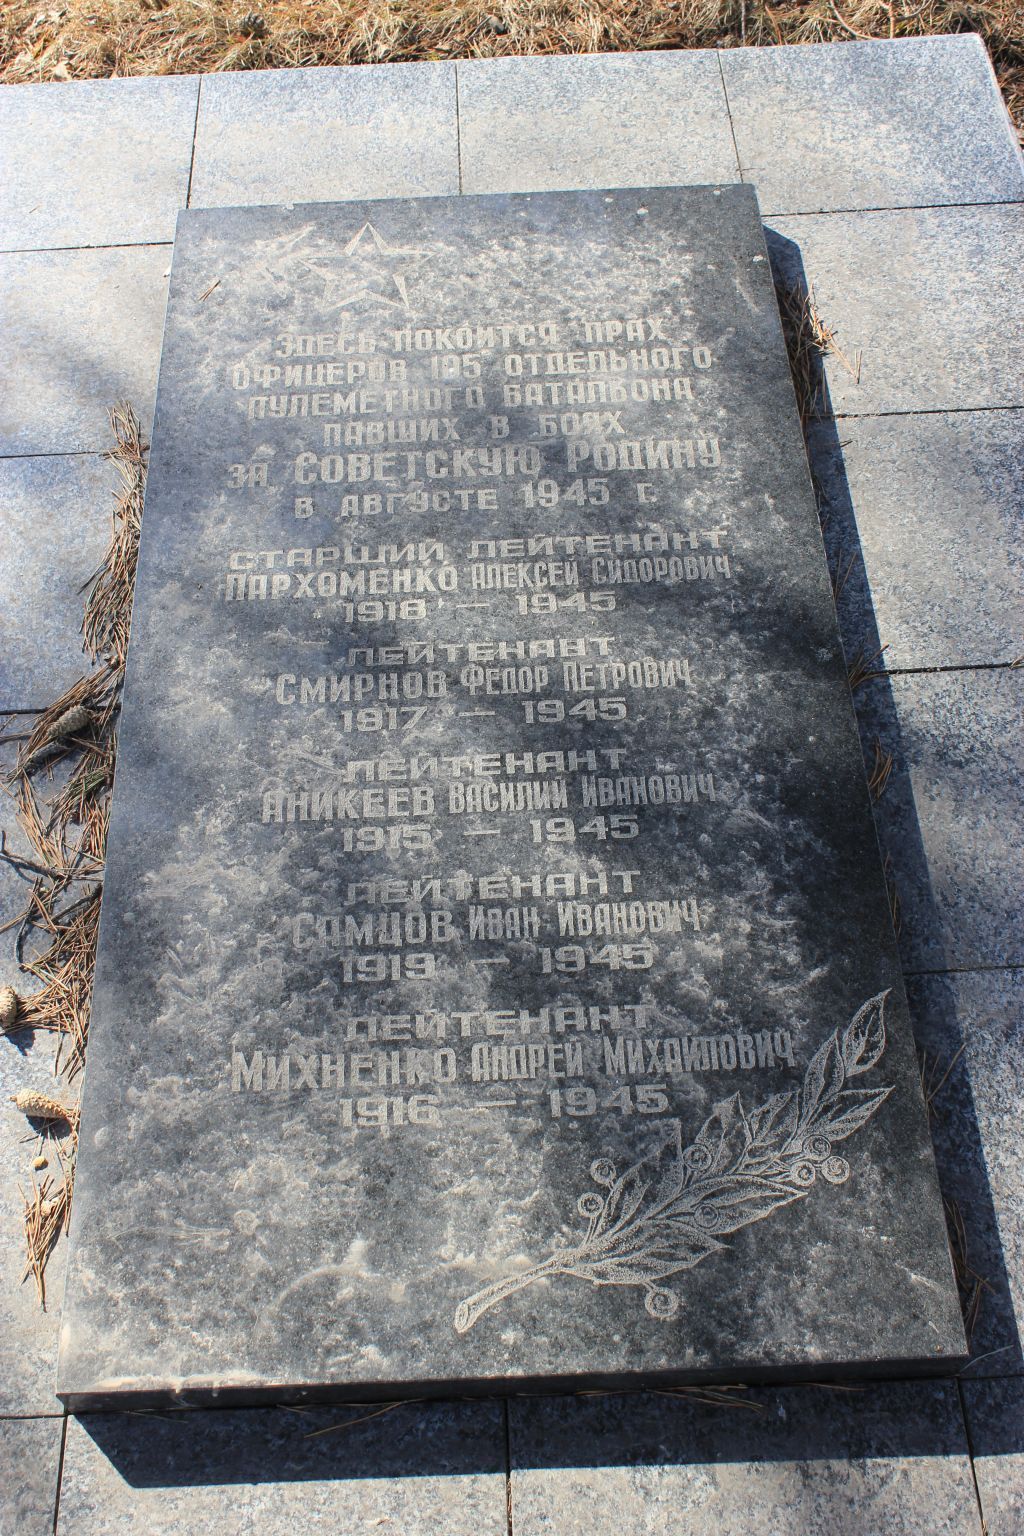 Здесь покоится прах
офицеров 195 отдельного
пулеметного батальона
павших в боях
за Советскую Родину
в августе 1945 г.
старший лейтенант
Пархоменко Алексей Сидорович
1918 — 1945
лейтенант
Смирнов Федор Петрович
1917 — 1945
лейтенант
Аникеев Василий Иванович
1915 — 1945
лейтенант
Самцов Иван Иванович
1919 — 1945
лейтенант
Михненко Андрей Михайлович
1916 — 1945